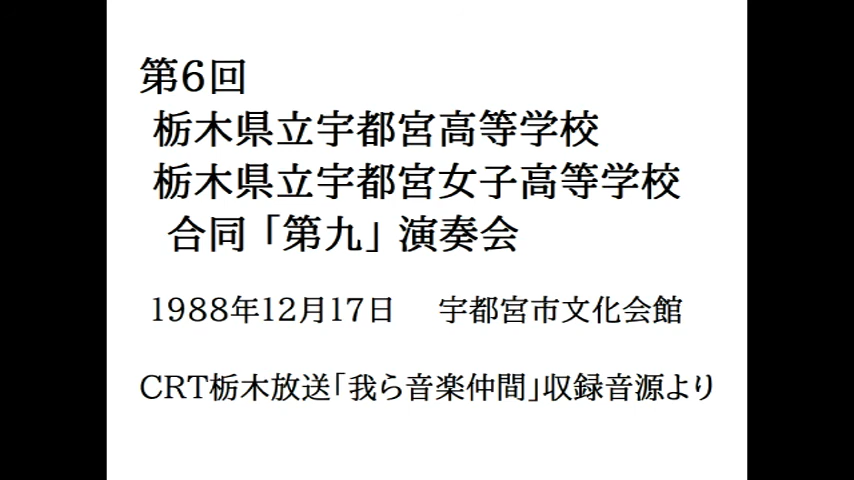 第6回
栃木県立宇都宮高等学校
栃木県立宇都宮女子高等学校
合同「第九」演奏会
1988年12月17日 宇都宮市文化会館
CRT栃木放送「我ら音楽仲間」収録音源より